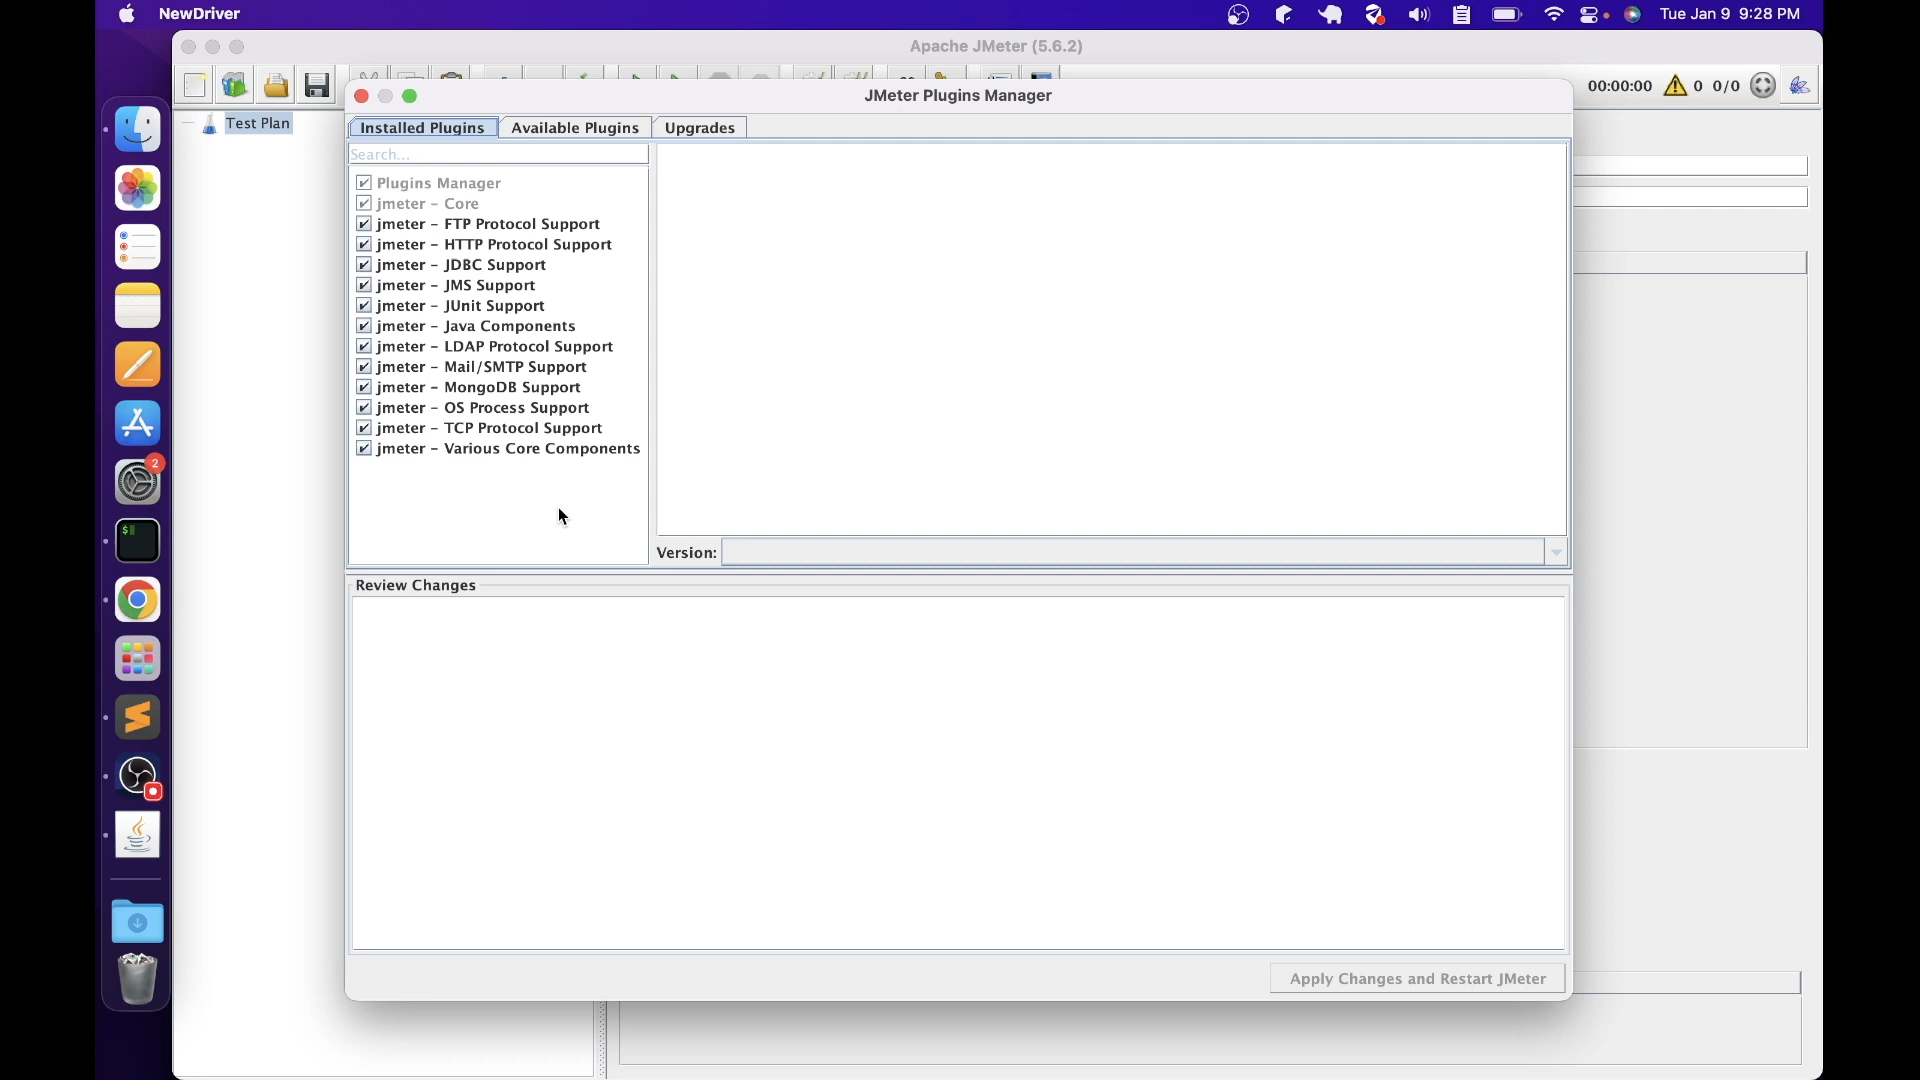 NewDriver
Tue Jan 9 9:28 PM
Apache JMeter (5.6.2)
00:00:00
0
0/0
Test Plan
JMeter Plugins Manager
Installed Plugins
Available Plugins
Upgrades
Search...
Plugins Manager
jmeter - Core
jmeter - FTP Protocol Support
jmeter - HTTP Protocol Support
jmeter - JDBC Support
jmeter - JMS Support
jmeter - JUnit Support
jmeter - Java Components
jmeter - LDAP Protocol Support
jmeter - Mail/SMTP Support
jmeter - MongoDB Support
jmeter - OS Process Support
jmeter - TCP Protocol Support
jmeter - Various Core Components
Version:
Review Changes
Apply Changes and Restart JMeter
2
$